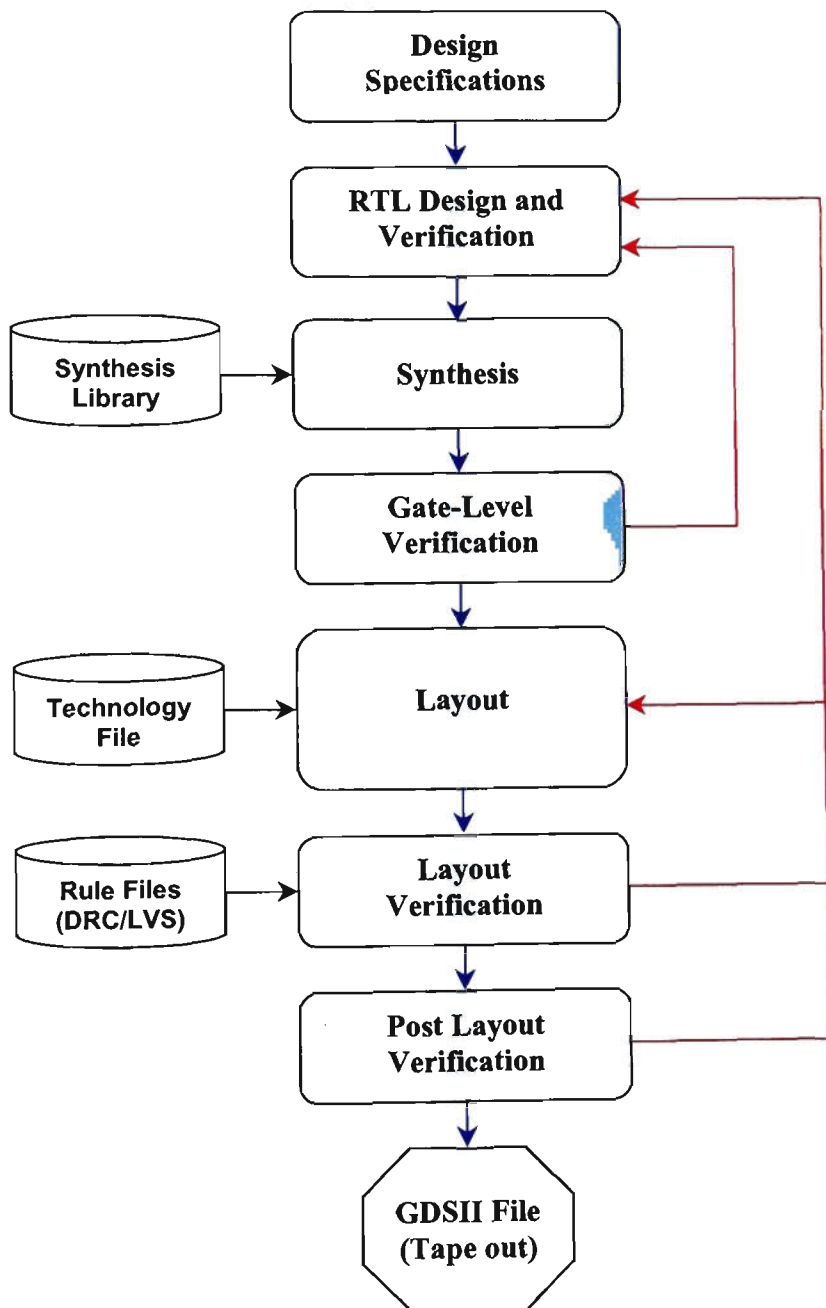 Design
Specifications
RTL Design and
Verification
Synthesis
Library
Synthesis
Gate-Level
Verification
Technology
File
Layout
Rule Files
(DRC/LVS)
Layout
Verification
Post Layout
Verification
GDSII File
(Tape out)